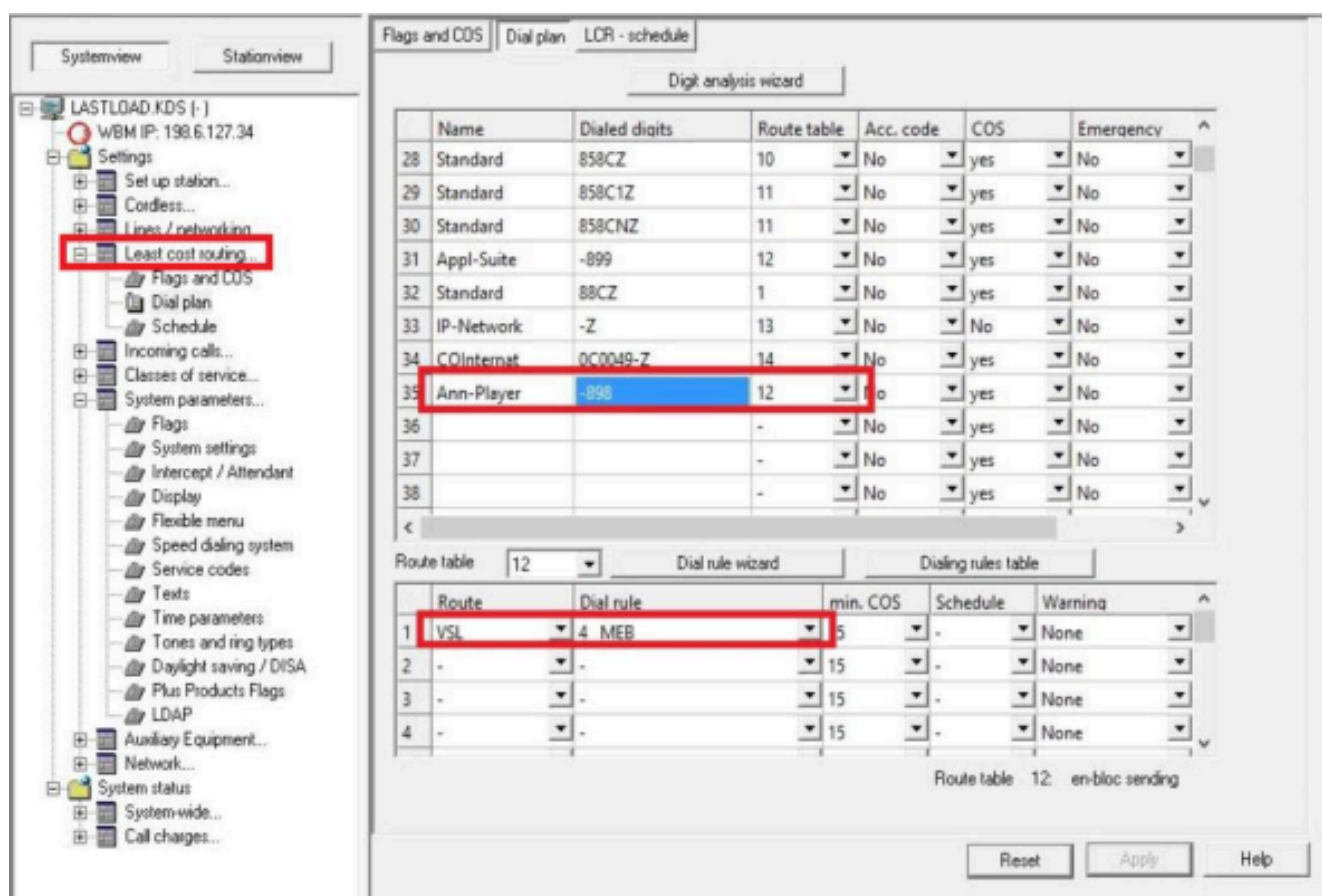 Systemview Stationview
LASTLOAD.KDS (-)
WBM IP: 198.6.127.34
Settings
Set up station...
Cordless...
Lines / networking
Least cost routing...
Flags and COS
Dial plan
Schedule
Incoming calls...
Classes of service...
System parameters...
Flags
System settings
Intercept / Attendant
Display
Flexible menu
Speed dialing system
Service codes
Texts
Time parameters
Tones and ring types
Daylight saving / DISA
Plus Products Flags
LDAP
Auxiliary Equipment...
Network...
System status
System-wide...
Call charges...
Flags and COS Dial plan LCR - schedule
Digit analysis wizard
Name Dialed digits Route table Acc. code COS Emergency
28 Standard 858CZ 10 No yes No
29 Standard 858C1Z 11 No yes No
30 Standard 858CNZ 11 No yes No
31 Appl-Suite -899 12 No yes No
32 Standard 88CZ 1 No yes No
33 IP-Network -Z 13 No No No
34 COInternat 0C0049-Z 14 No yes No
35 Ann-Player -898 12 yes No
36 - No yes No
37 - No yes No
38 - No yes No
Route table 12 Dial rule wizard Dialing rules table
Route Dial rule min. COS Schedule Warning
1 VSL 4 MEB 5 - None
2 - - 15 - None
3 - - 15 - None
4 - - 15 - None
Route table 12: en-bloc sending
Reset Apply Help